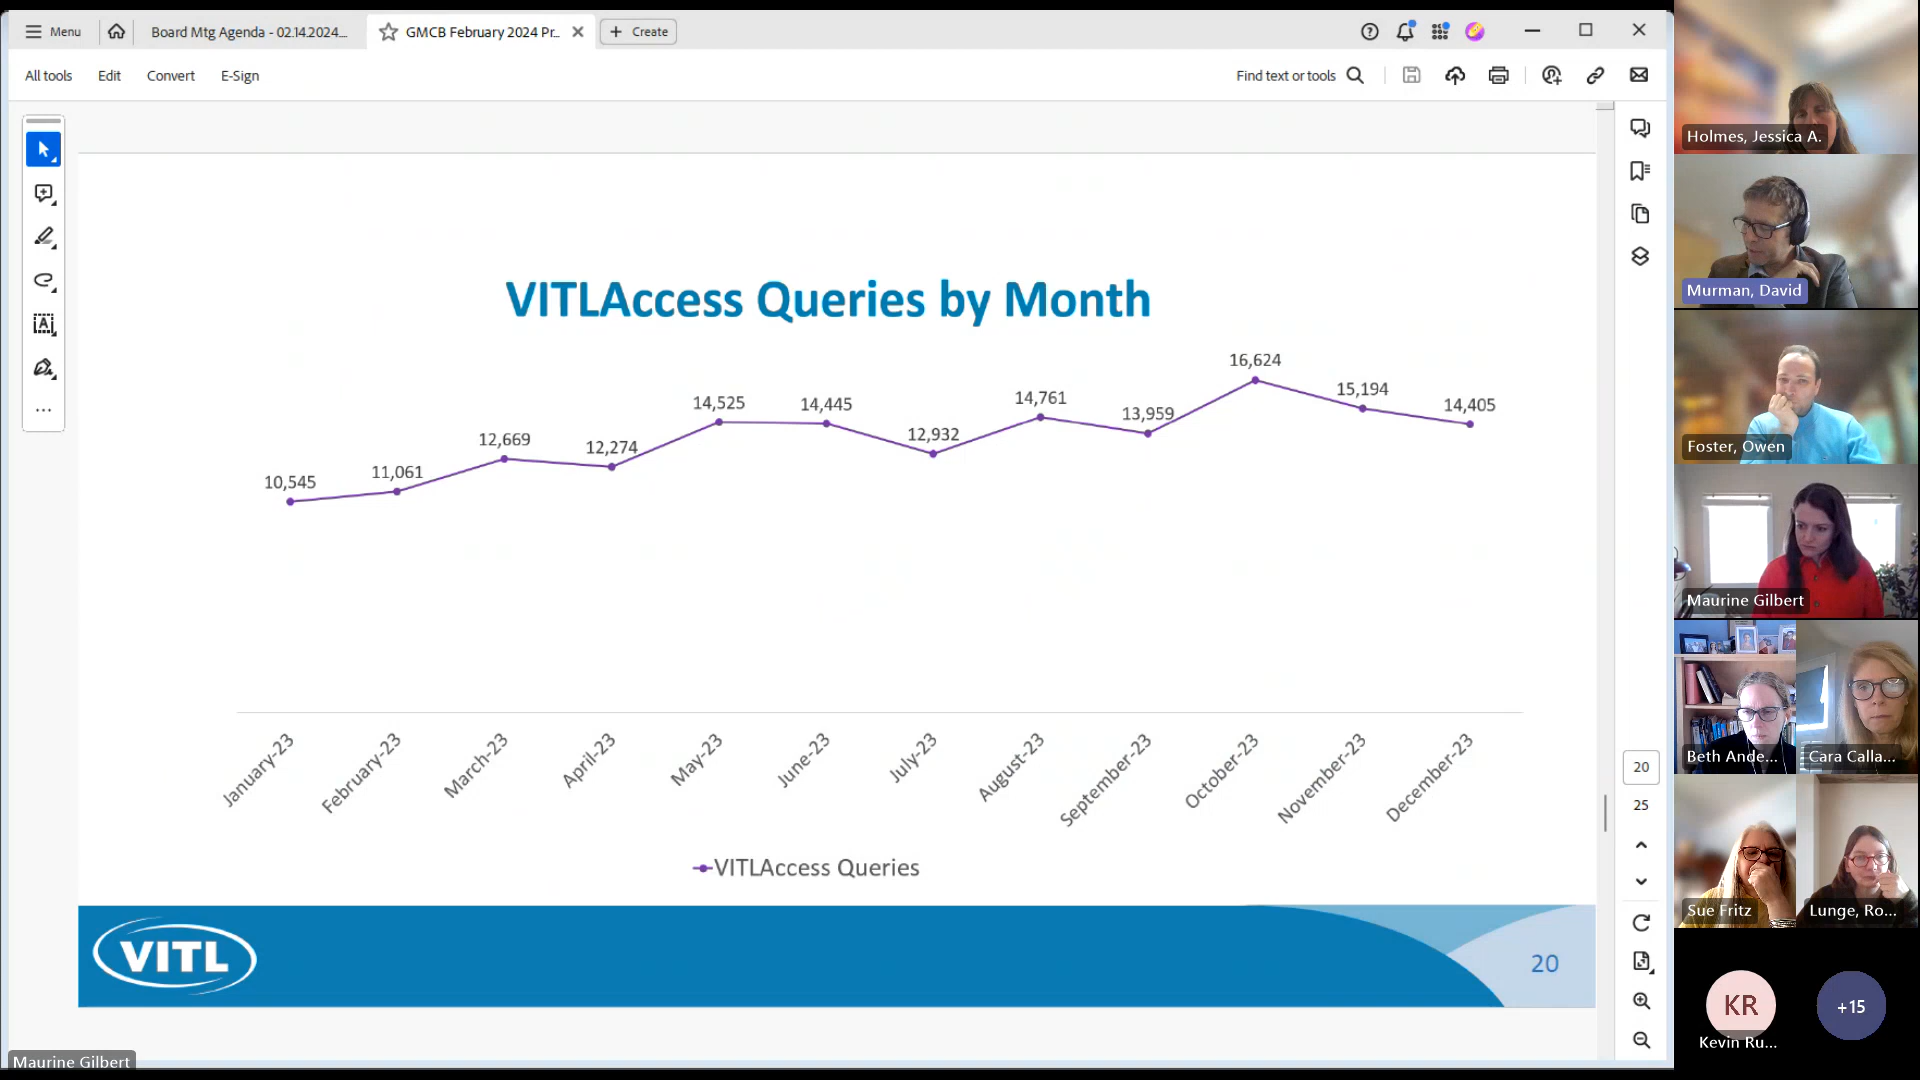 Menu
Board Mtg Agenda - 02.14.2024...
GMCB February 2024 Pr...
Create
All tools
Edit
Convert
E-Sign
Find text or tools
VITLAccess Queries by Month
10,545
11,061
12,669
12,274
14,525
14,445
12,932
14,761
13,959
16,624
15,194
14,405
January-23
February-23
March-23
April-23
May-23
June-23
July-23
August-23
September-23
October-23
November-23
December-23
VITLAccess Queries
VITL
20
20
25
Maurine Gilbert
Holmes, Jessica A.
Murman, David
Foster, Owen
Maurine Gilbert
Beth Ande...
Cara Calla...
Sue Fritz
Lunge, Ro...
KR
Kevin Ru...
+15